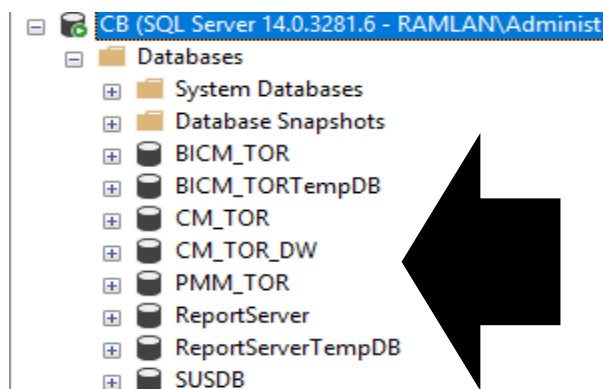 CB (SQL Server 14.0.3281.6 - RAMLAN\Administ
Databases
System Databases
Database Snapshots
BICM_TOR
BICM_TORTempDB
CM_TOR
CM_TOR_DW
PMM_TOR
ReportServer
ReportServerTempDB
SUSDB